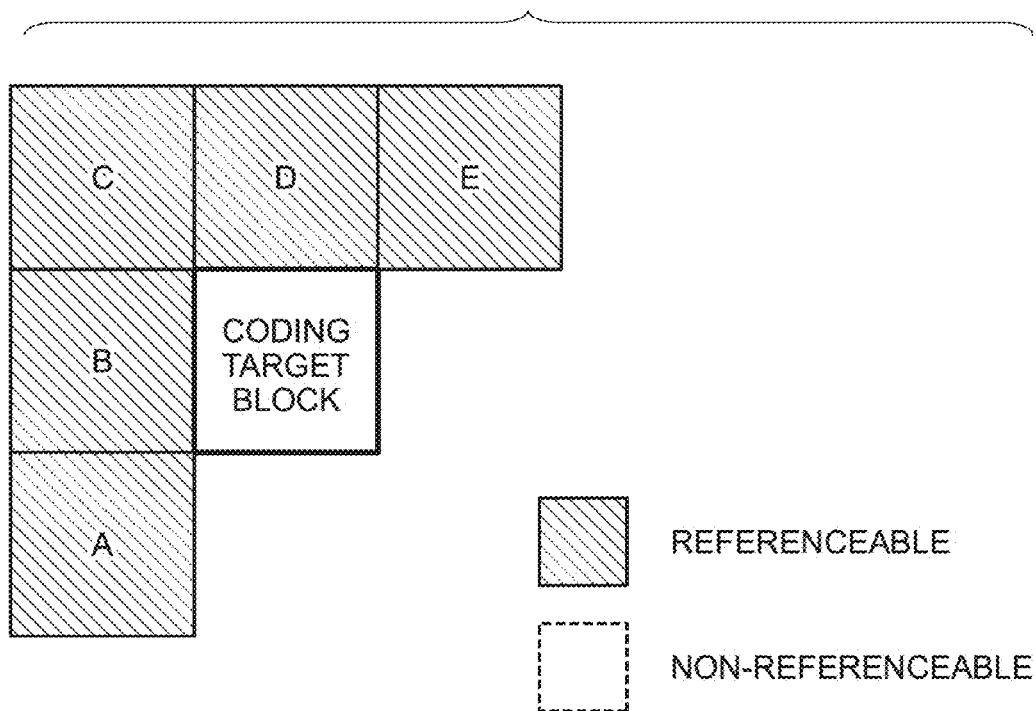 C D E
B
CODING
TARGET
BLOCK
A
REFERENCEABLE
NON-REFERENCEABLE